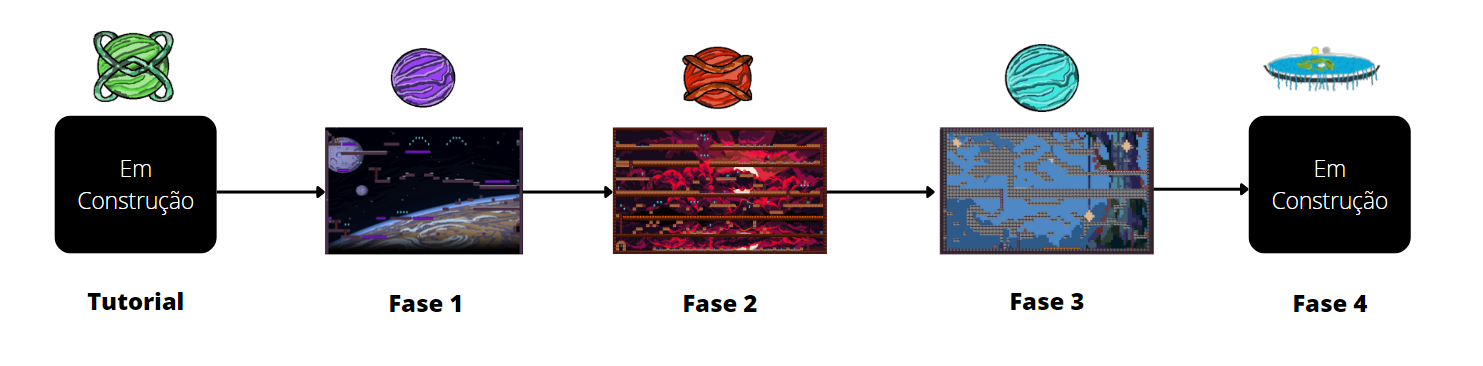 Em
Construção
Em
Construção
Tutorial
Fase 1
Fase 2
Fase 3
Fase 4